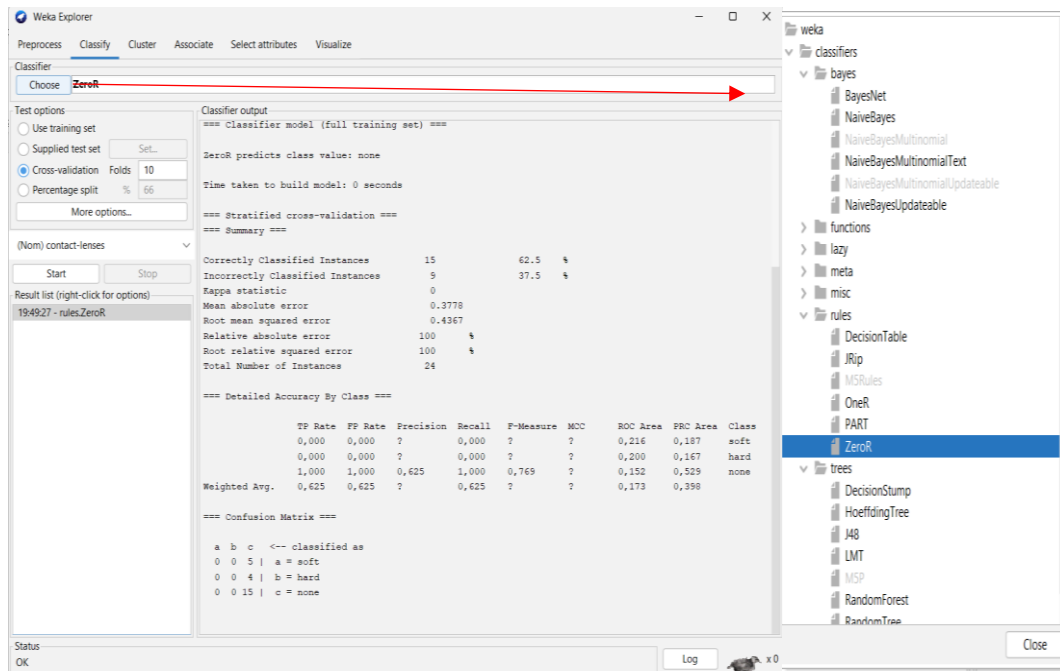 Weka Explorer
Preprocess Classify Cluster Associate Select attributes Visualize
Classifier
Choose ZeroR
Test options
Use training set
Supplied test set Set...
Cross-validation Folds 10
Percentage split % 66
More options...
(Nom) contact-lenses
Start Stop
Result list (right-click for options)
19:49:27 - rules.ZeroR
Classifier output
=== Classifier model (full training set) ===
ZeroR predicts class value: none
Time taken to build model: 0 seconds
=== Stratified cross-validation ===
=== Summary ===
Correctly Classified Instances 15 62.5 %
Incorrectly Classified Instances 9 37.5 %
Kappa statistic 0
Mean absolute error 0.3778
Root mean squared error 0.4367
Relative absolute error 100 %
Root relative squared error 100 %
Total Number of Instances 24
=== Detailed Accuracy By Class ===
TP Rate FP Rate Precision Recall F-Measure MCC ROC Area PRC Area Class
0,000 0,000 ? 0,000 ? ? 0,216 0,187 soft
0,000 0,000 ? 0,000 ? ? 0,200 0,167 hard
1,000 1,000 0,625 1,000 0,769 ? 0,152 0,529 none
Weighted Avg. 0,625 0,625 ? 0,625 ? ? 0,173 0,398
=== Confusion Matrix ===
a b c <-- classified as
0 0 5 | a = soft
0 0 4 | b = hard
0 0 15 | c = none
Status
OK
Log x 0
weka
classifiers
bayes
BayesNet
NaiveBayes
NaiveBayesMultinomial
NaiveBayesMultinomialText
NaiveBayesMultinomialUpdateable
NaiveBayesUpdateable
functions
lazy
meta
misc
rules
DecisionTable
JRip
M5Rules
OneR
PART
ZeroR
trees
DecisionStump
HoeffdingTree
J48
LMT
M5P
RandomForest
RandomTree
Close